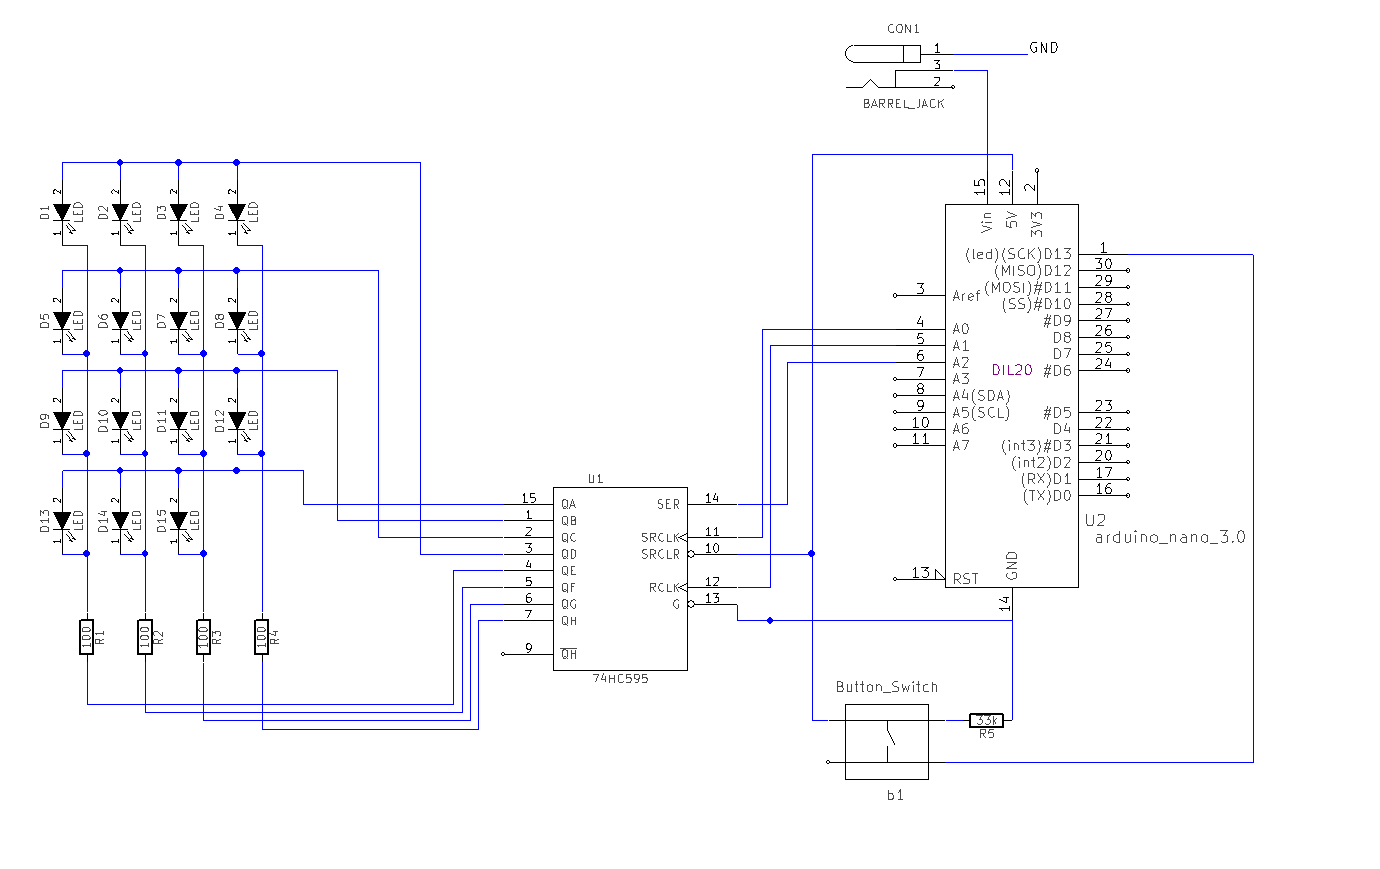 CON1
1 GND
3
2
BARREL_JACK
15 12 2
Vin 5V 3V3
D1 2 1 LED D2 2 1 LED D3 2 1 LED D4 2 1 LED
(led)(SCK)D13 1
(MISO)D12 30
(MOSI)#D11 29
3 Aref
(SS)#D10 28
#D9 27
4 A0
D8 26
5 A1
D7 25
6 A2
DIL20
#D6 24
7 A3
8 A4(SDA)
9 A5(SCL)
#D5 23
10 A6
D4 22
11 A7
(int3)#D3 21
(int2)D2 20
(RX)D1 17
(TX)D0 16
D5 2 1 LED D6 2 1 LED D7 2 1 LED D8 2 1 LED
D9 2 1 LED D10 2 1 LED D11 2 1 LED D12 2 1 LED
D13 2 1 LED D14 2 1 LED D15 2 1 LED
U1
15 QA SER 14
1 QB
2 QC SRCLK 11
3 QD SRCLR 10
4 QE
5 QF RCLK 12
6 QG G 13
7 QH
9 QH
74HC595
U2
arduino_nano_3.0
13 RST
GND
14
100 R1 100 R2 100 R3 100 R4
Button_Switch
33k
R5
b1